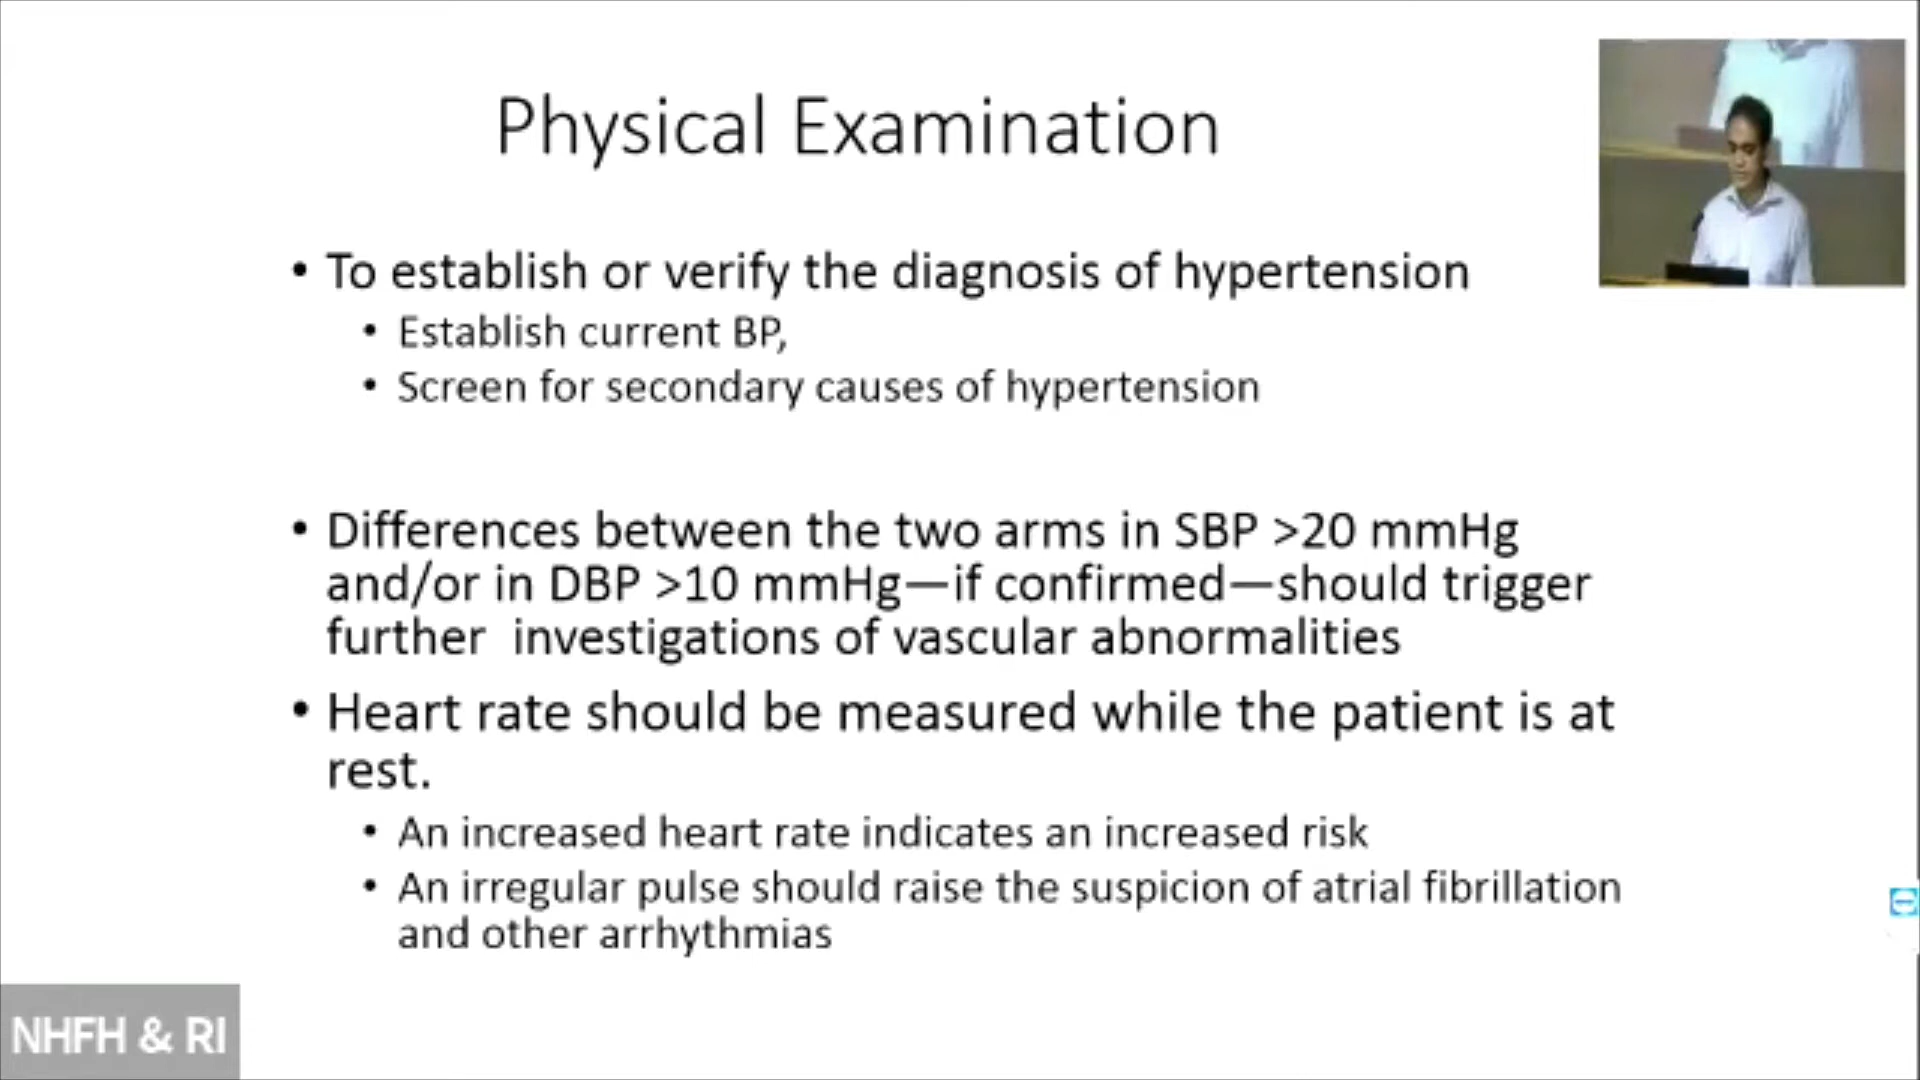 Physical Examination
• To establish or verify the diagnosis of hypertension
• Establish current BP,
• Screen for secondary causes of hypertension
• Differences between the two arms in SBP >20 mmHg
and/or in DBP >10 mmHg—if confirmed—should trigger
further  investigations of vascular abnormalities
• Heart rate should be measured while the patient is at
rest.
• An increased heart rate indicates an increased risk
• An irregular pulse should raise the suspicion of atrial fibrillation
and other arrhythmias
NHFH & RI